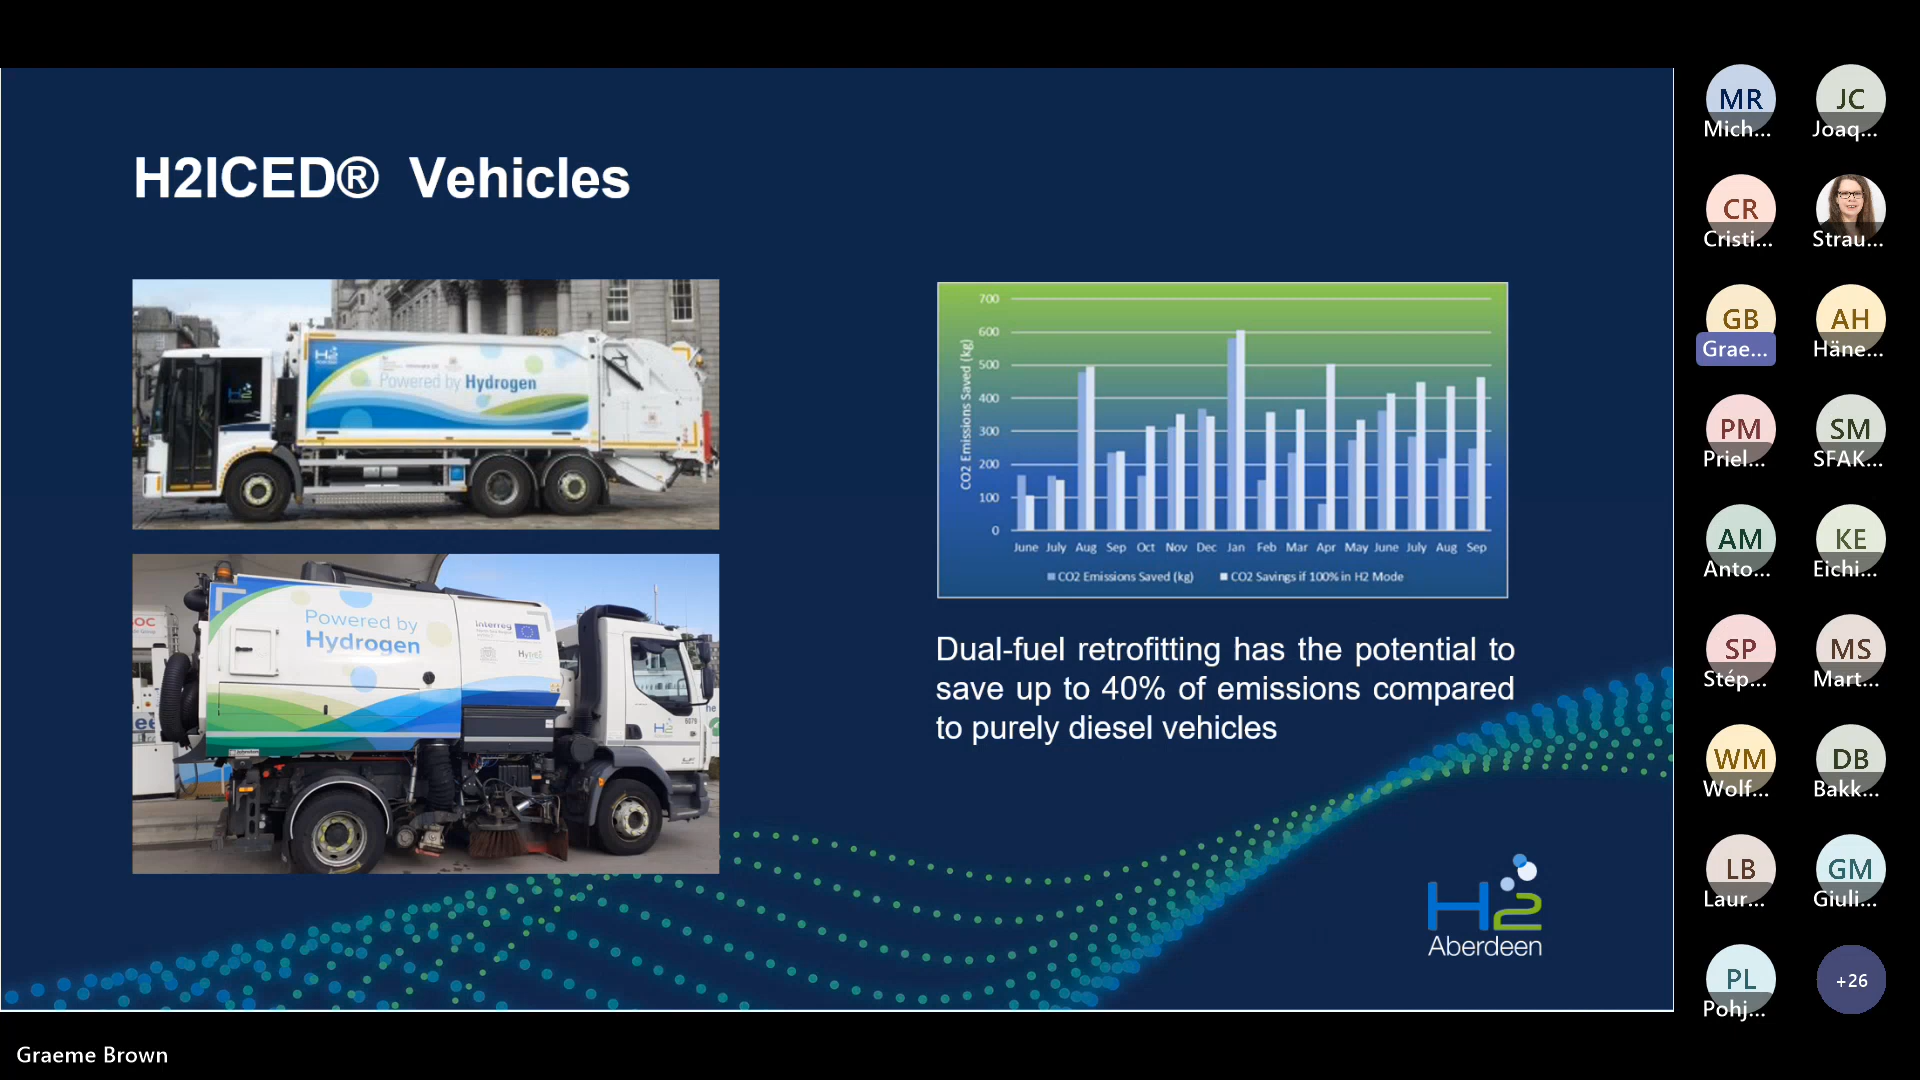 H2ICED® Vehicles
H2
Powered by Hydrogen
H2
Powered by
Hydrogen
Interreg
H2
700
600
500
400
300
200
100
0
CO2 Emissions Saved (kg)
June July Aug Sep Oct Nov Dec Jan Feb Mar Apr May June July Aug Sep
CO2 Emissions Saved (kg) CO2 Savings if 100% in H2 Mode
Dual-fuel retrofitting has the potential to
save up to 40% of emissions compared
to purely diesel vehicles
H2
Aberdeen
MR JC
Mich... Joaq...
CR
Cristi... Strau...
GB AH
Grae... Häne...
PM SM
Priel... SFAK...
AM KE
Anto... Eichi...
SP MS
Stép... Mart...
WM DB
Wolf... Bakk...
LB GM
Laur... Giuli...
PL +26
Pohj...
Graeme Brown